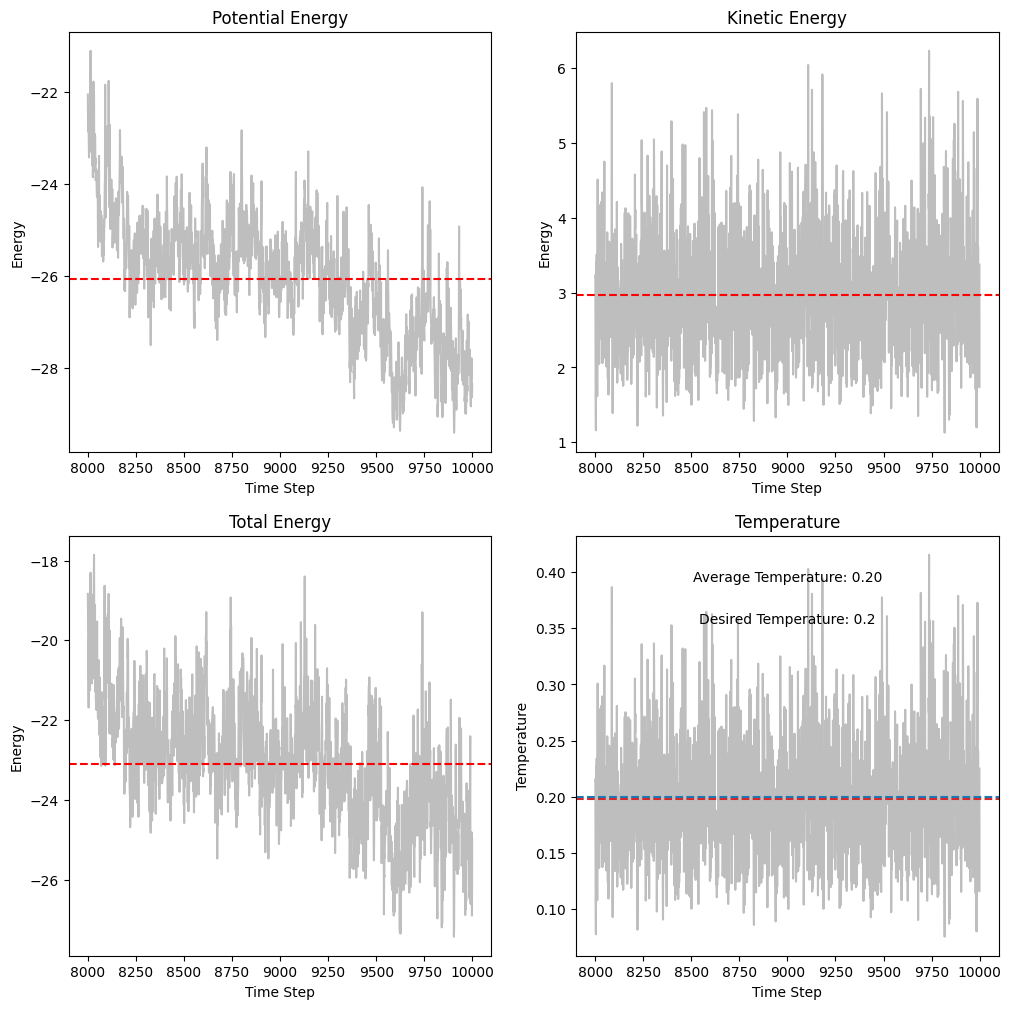 Potential Energy
Energy
−22
−24
−26
−28
8000 8250 8500 8750 9000 9250 9500 9750 10000
Time Step
Kinetic Energy
Energy
6
5
4
3
2
1
8000 8250 8500 8750 9000 9250 9500 9750 10000
Time Step
Total Energy
Energy
−18
−20
−22
−24
−26
8000 8250 8500 8750 9000 9250 9500 9750 10000
Time Step
Temperature
Temperature
0.40
0.35
0.30
0.25
0.20
0.15
0.10
Average Temperature: 0.20
Desired Temperature: 0.2
8000 8250 8500 8750 9000 9250 9500 9750 10000
Time Step